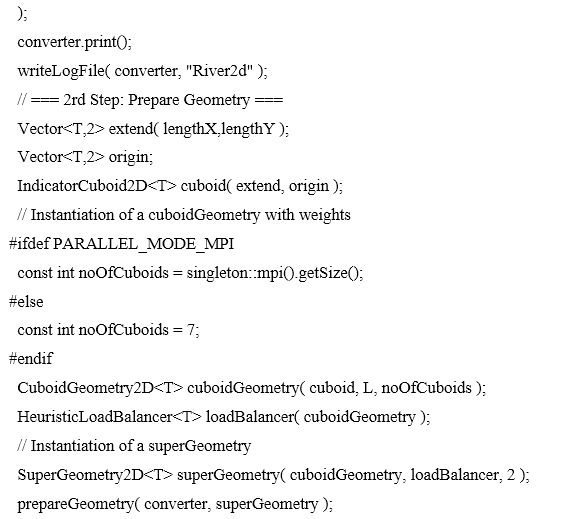 );
converter.print();
writeLogFile( converter, "River2d" );
// === 2rd Step: Prepare Geometry ===
Vector<T,2> extend( lengthX,lengthY );
Vector<T,2> origin;
IndicatorCuboid2D<T> cuboid( extend, origin );
// Instantiation of a cuboidGeometry with weights
#ifdef PARALLEL_MODE_MPI
const int noOfCuboids = singleton::mpi().getSize();
#else
const int noOfCuboids = 7;
#endif
CuboidGeometry2D<T> cuboidGeometry( cuboid, L, noOfCuboids );
HeuristicLoadBalancer<T> loadBalancer( cuboidGeometry );
// Instantiation of a superGeometry
SuperGeometry2D<T> superGeometry( cuboidGeometry, loadBalancer, 2 );
prepareGeometry( converter, superGeometry );